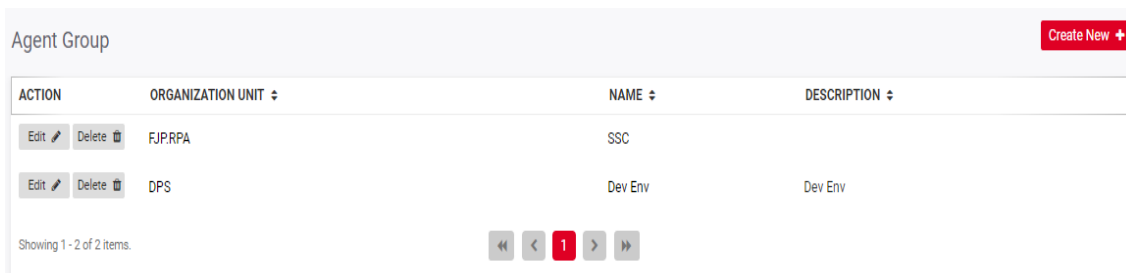 Agent Group
Create New +
ACTION ORGANIZATION UNIT NAME DESCRIPTION
Edit Delete FJP.RPA SSC
Edit Delete DPS Dev Env Dev Env
Showing 1 - 2 of 2 items. 1